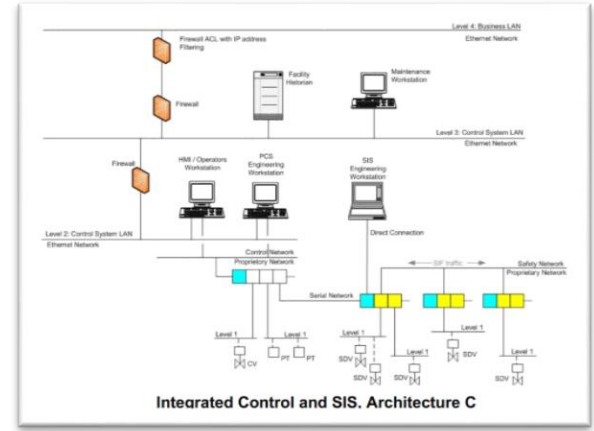 Level 4: Business LAN
Ethernet Network
Firewall ACL with IP address
Filtering
Facility
Historian
Maintenance
Workstation
Firewall
Level 3: Control System LAN
Ethernet Network
Firewall
HMI / Operators
Workstation
PCS
Engineering
Workstation
SIS
Engineering
Workstation
Direct Connection
Level 2: Control System LAN
Ethernet Network
Control Network
Proprietory Network
SIF traffic
Safety Network
Proprietary Network
Serial Network
Level 1
Level 1
Level 1
Level 1
Level 1
Level 1
CV
PT
PT
SDV
SDV
SDV
SDV
SDV
Integrated Control and SIS. Architecture C